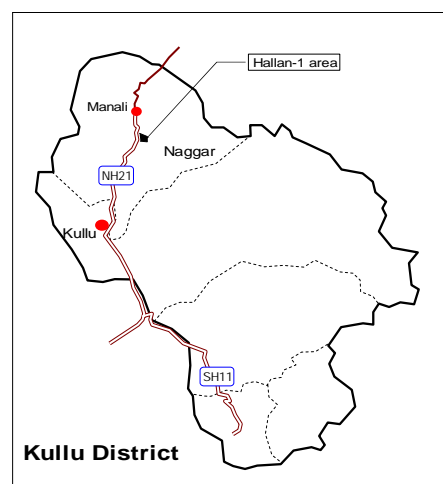 Hallan-1 area
Manali
Naggar
NH21
Kullu
SH11
Kullu District